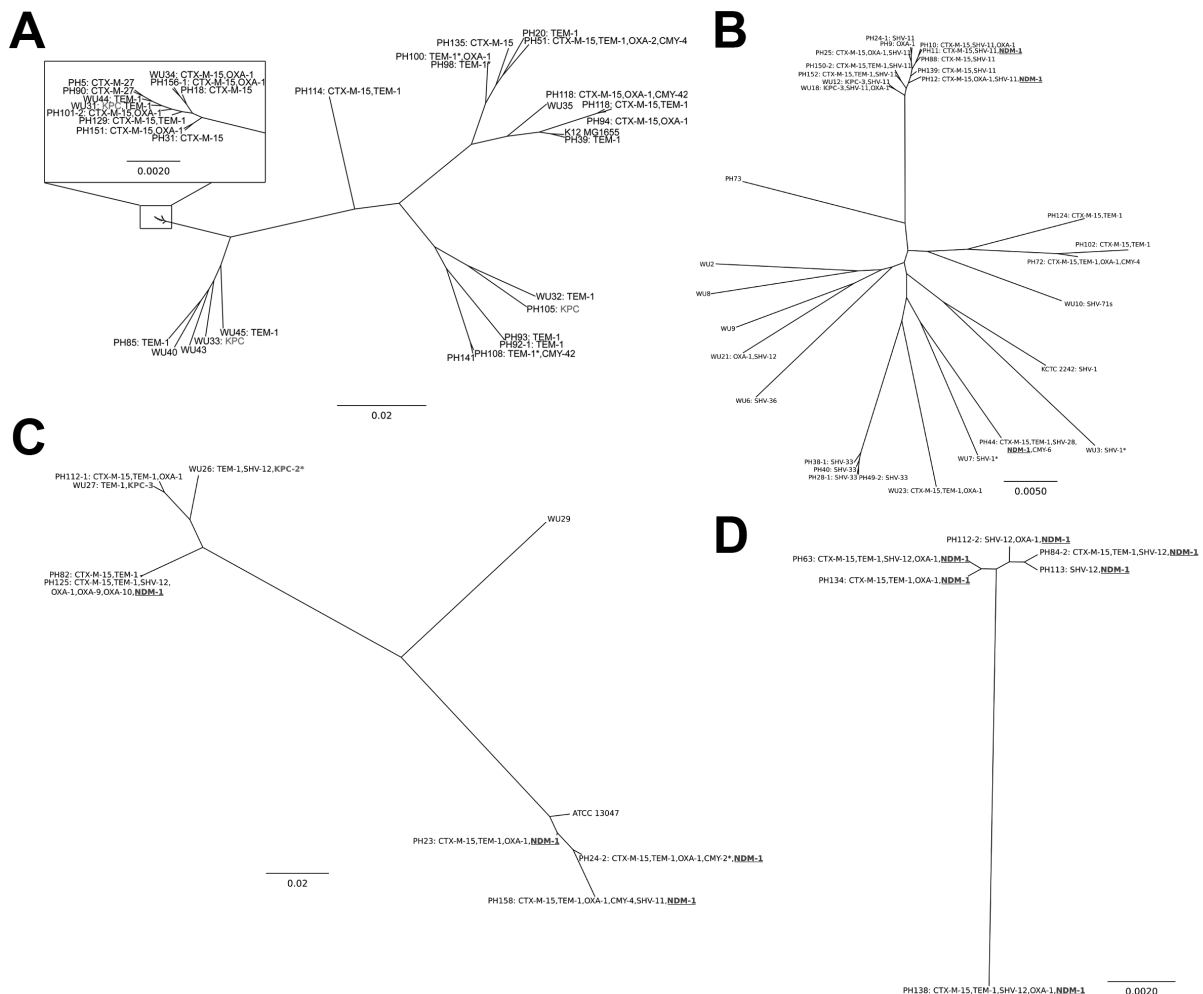 A
PH20: TEM-1
PH135: CTX-M-15
PH51: CTX-M-15,TEM-1,OXA-2,CMY-4
PH100: TEM-1*,OXA-1
PH98: TEM-1*
WU34: CTX-M-15,OXA-1
PH5: CTX-M-27
PH156-1: CTX-M-15,OXA-1
PH90: CTX-M-27
PH18: CTX-M-15
WU44: TEM-1
WU31: KPC,TEM-1
PH101-2: CTX-M-15,OXA-1
PH129: CTX-M-15,TEM-1
PH151: CTX-M-15,OXA-1
PH31: CTX-M-15
0.0020
PH114: CTX-M-15,TEM-1
PH118: CTX-M-15,OXA-1,CMY-42
WU35
PH118: CTX-M-15,TEM-1
PH94: CTX-M-15,OXA-1
K12 MG1655
PH39: TEM-1
WU32: TEM-1
PH105: KPC
WU45: TEM-1
PH85: TEM-1
WU33: KPC
WU40
WU43
PH93: TEM-1
PH92-1: TEM-1
PH141
PH108: TEM-1*,CMY-42
0.02
B
PH24-1: SHV-11
PH9: OXA-1
PH10: CTX-M-15,SHV-11,OXA-1
PH11: CTX-M-15,SHV-11,NDM-1
PH25: CTX-M-15,OXA-1,SHV-11
PH88: CTX-M-15,SHV-11
PH150-2: CTX-M-15,TEM-1,SHV-11
PH139: CTX-M-15,SHV-11
PH152: CTX-M-15,TEM-1,SHV-11
PH12: CTX-M-15,OXA-1,SHV-11,NDM-1
WU12: KPC-3,SHV-11
WU18: KPC-3,SHV-11,OXA-1
PH73
PH124: CTX-M-15,TEM-1
PH102: CTX-M-15,TEM-1
PH72: CTX-M-15,TEM-1,OXA-1,CMY-4
WU2
WU8
WU10: SHV-71s
WU9
WU21: OXA-1,SHV-12
KCTC 2242: SHV-1
WU6: SHV-36
PH44: CTX-M-15,TEM-1,SHV-28,
NDM-1,CMY-6
WU3: SHV-1*
WU7: SHV-1*
PH38-1: SHV-33
PH40: SHV-33
PH28-1: SHV-33
PH49-2: SHV-33
WU23: CTX-M-15,TEM-1,OXA-1
0.0050
C
WU26: TEM-1,SHV-12,KPC-2*
PH112-1: CTX-M-15,TEM-1,OXA-1
WU27: TEM-1,KPC-3
WU29
PH82: CTX-M-15,TEM-1
PH125: CTX-M-15,TEM-1,SHV-12,
OXA-1,OXA-9,OXA-10,NDM-1
ATCC 13047
PH23: CTX-M-15,TEM-1,OXA-1,NDM-1
PH24-2: CTX-M-15,TEM-1,OXA-1,CMY-2*,NDM-1
0.02
PH158: CTX-M-15,TEM-1,OXA-1,CMY-4,SHV-11,NDM-1
D
PH112-2: SHV-12,OXA-1,NDM-1
PH84-2: CTX-M-15,TEM-1,SHV-12,NDM-1
PH63: CTX-M-15,TEM-1,SHV-12,OXA-1,NDM-1
PH113: SHV-12,NDM-1
PH134: CTX-M-15,TEM-1,OXA-1,NDM-1
PH138: CTX-M-15,TEM-1,SHV-12,OXA-1,NDM-1
0.0020